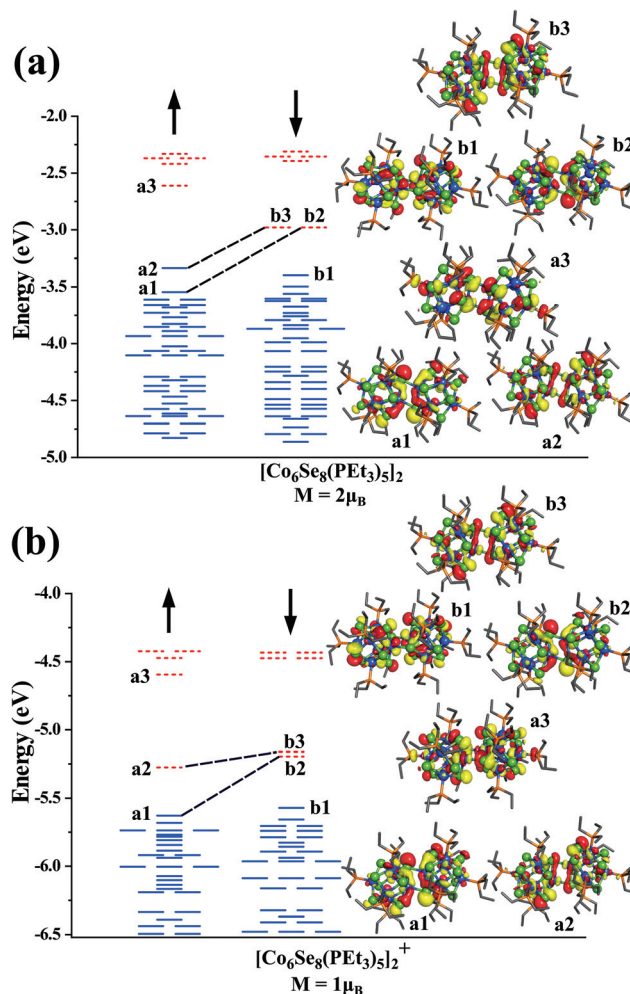 (a)
b3
-2.0
-2.5
b1
b2
a3
-3.0
b3 b2
a2
b1
a3
-3.5
a1
Energy (eV)
-4.0
-4.5
-5.0
a1
a2
[Co₆Se₈(PEt₃)₅]₂
M = 2μ_B
(b)
b3
-4.0
b1
b2
-4.5
a3
-5.0
b3
a3
a2
b2
-5.5
a1
b1
Energy (eV)
-6.0
-6.5
a1
a2
[Co₆Se₈(PEt₃)₅]₂⁺
M = 1μ_B